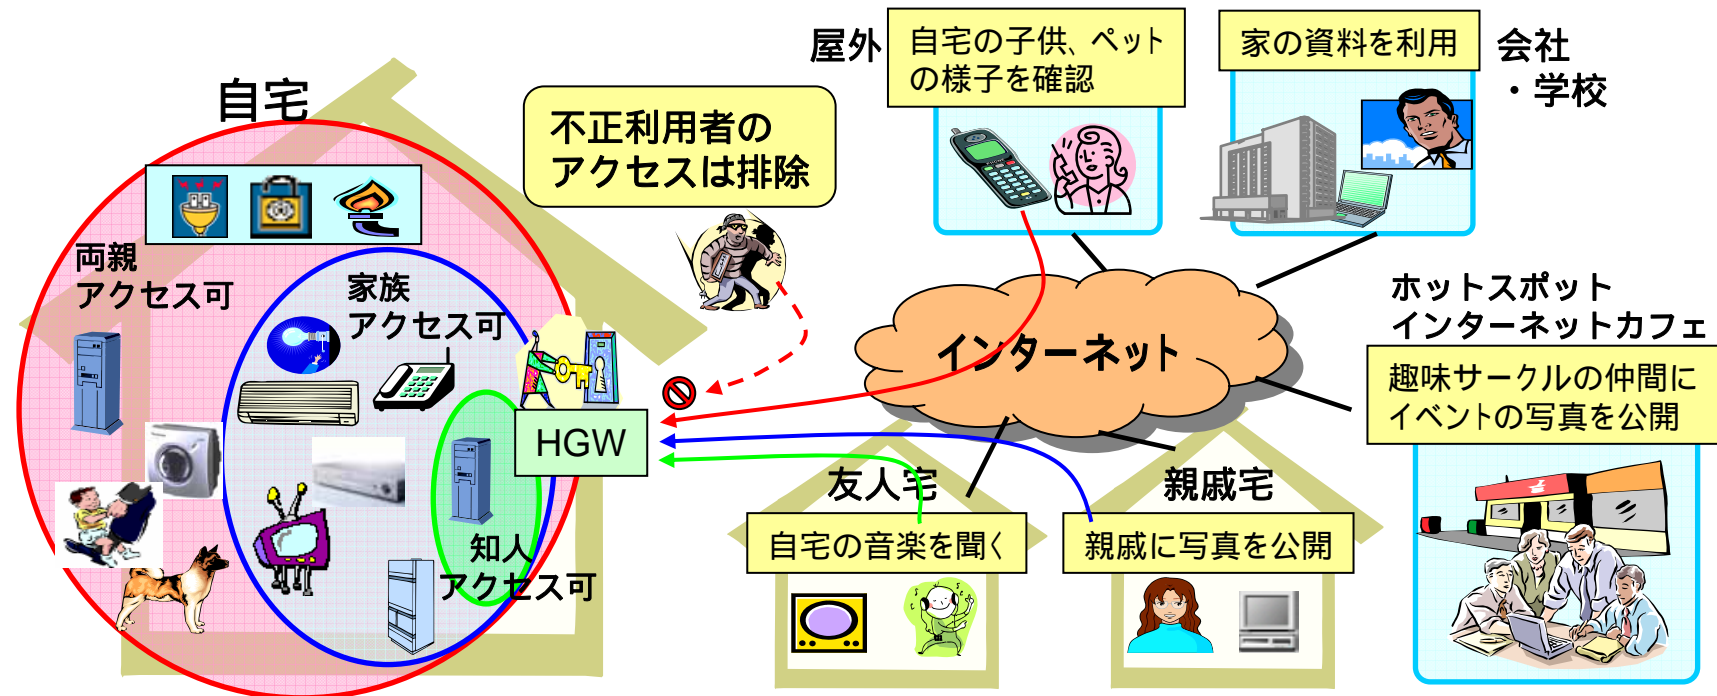 自宅
両親
アクセス可
家族
アクセス可
知人
アクセス可
HGW
不正利用者の
アクセスは排除
屋外
自宅の子供、ペット
の様子を確認
家の資料を利用
会社
・学校
インターネット
ホットスポット
インターネットカフェ
趣味サークルの仲間に
イベントの写真を公開
友人宅
自宅の音楽を聞く
親戚宅
親戚に写真を公開